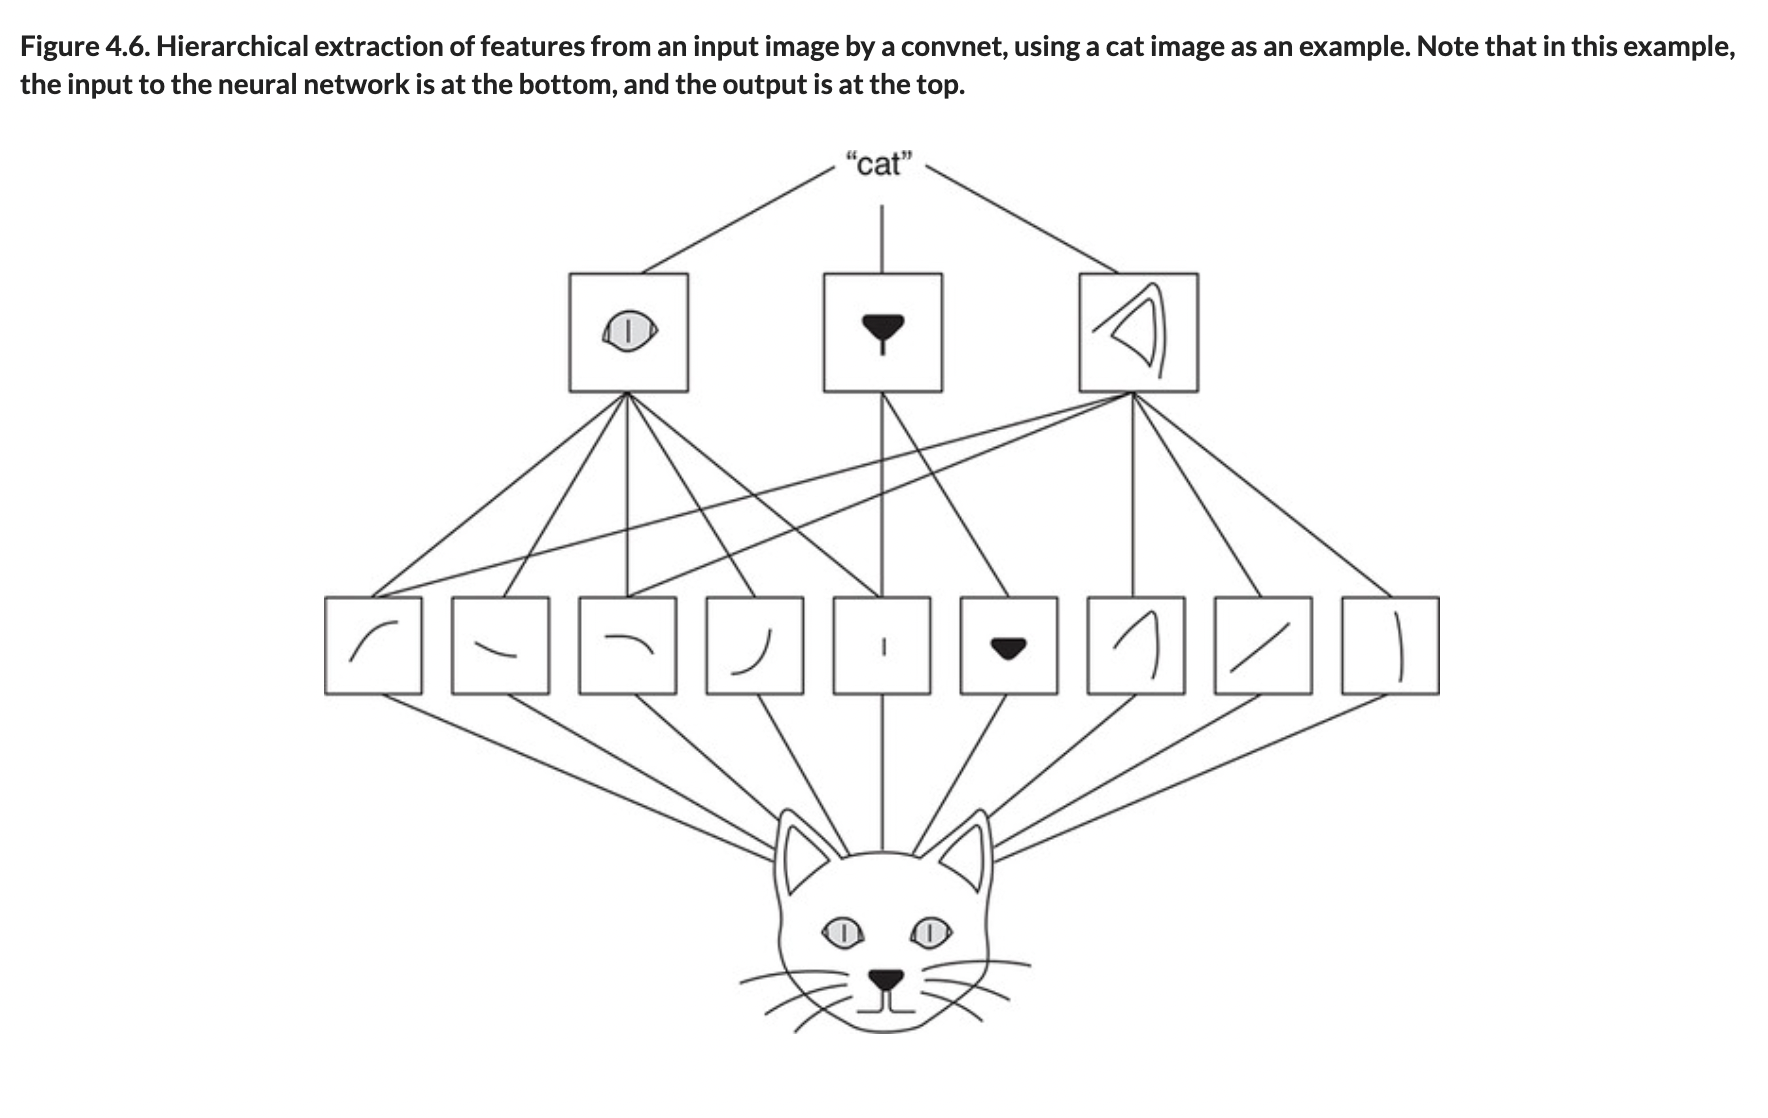 Figure 4.6. Hierarchical extraction of features from an input image by a convnet, using a cat image as an example. Note that in this example,
the input to the neural network is at the bottom, and the output is at the top.
“cat”